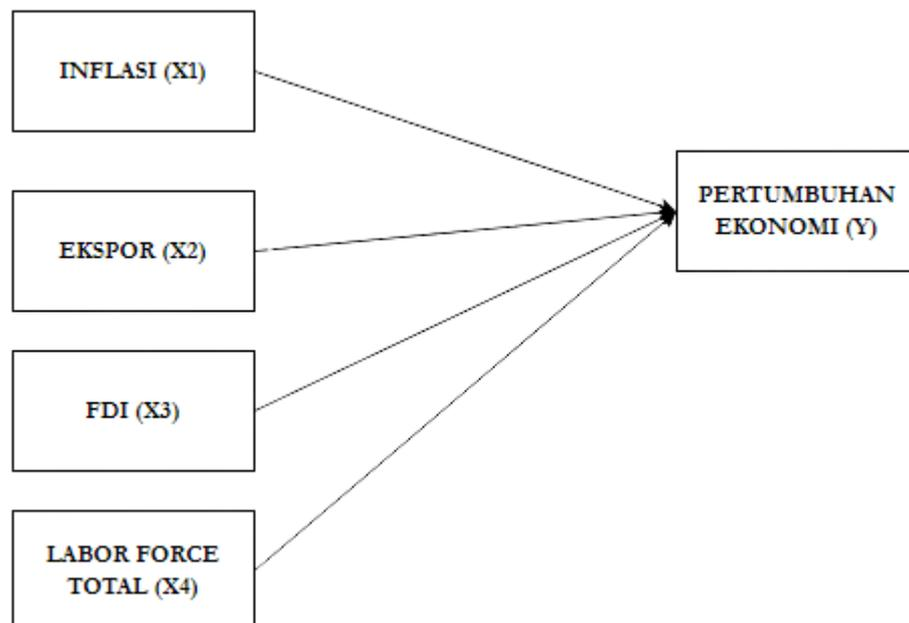 INFLASI (X1)
EKSPOR (X2)
FDI (X3)
LABOR FORCE
TOTAL (X4)
PERTUMBUHAN
EKONOMI (Y)